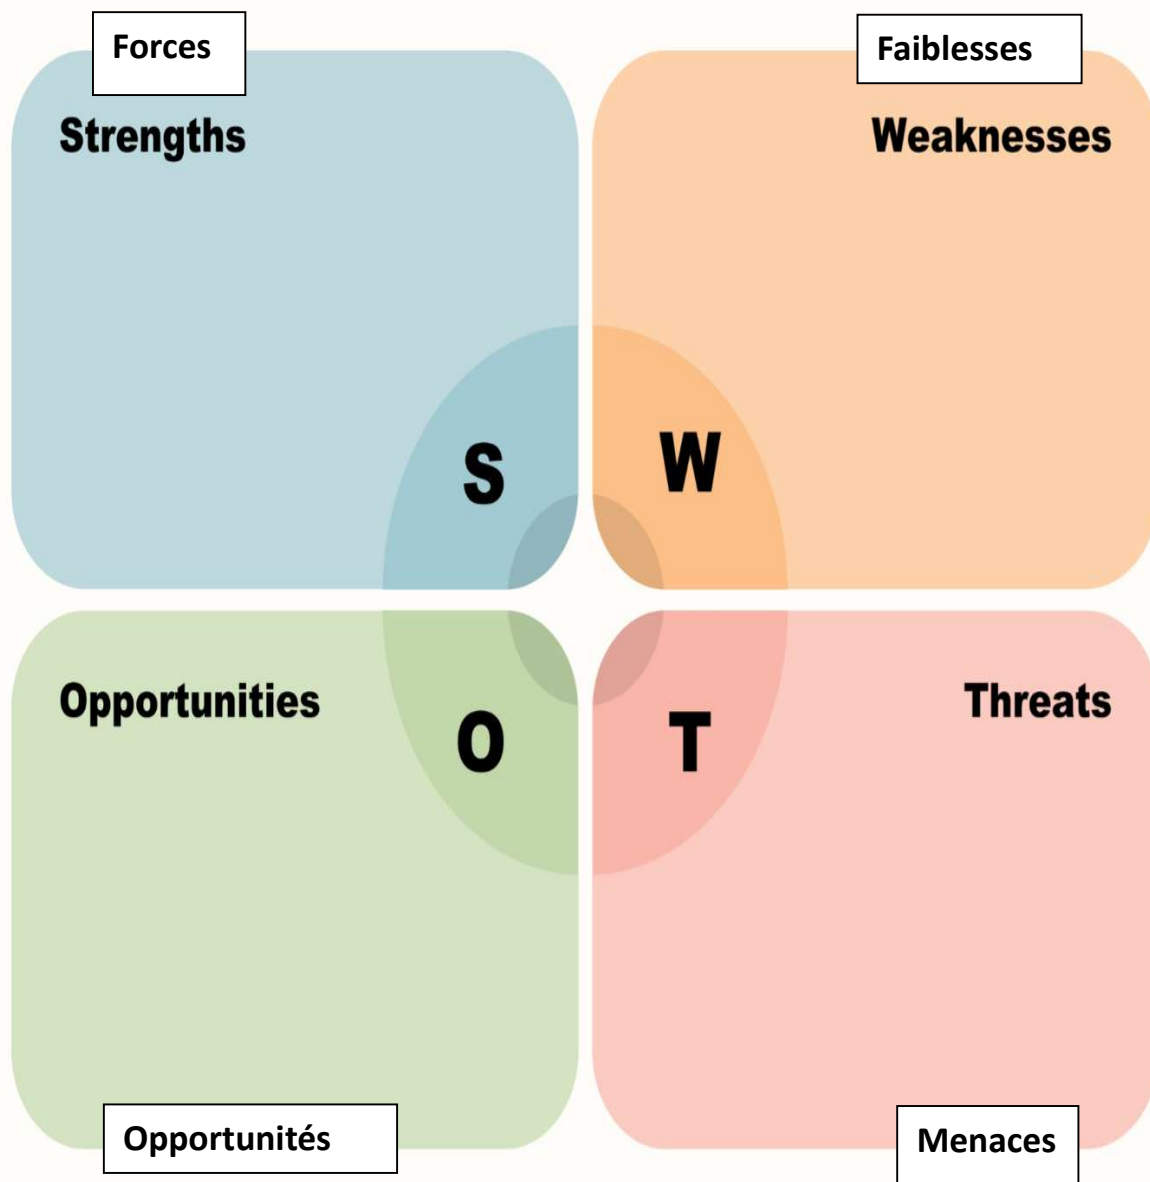 Forces
Faiblesses
Strengths
Weaknesses
S
W
Opportunities
Threats
O
T
Opportunités
Menaces